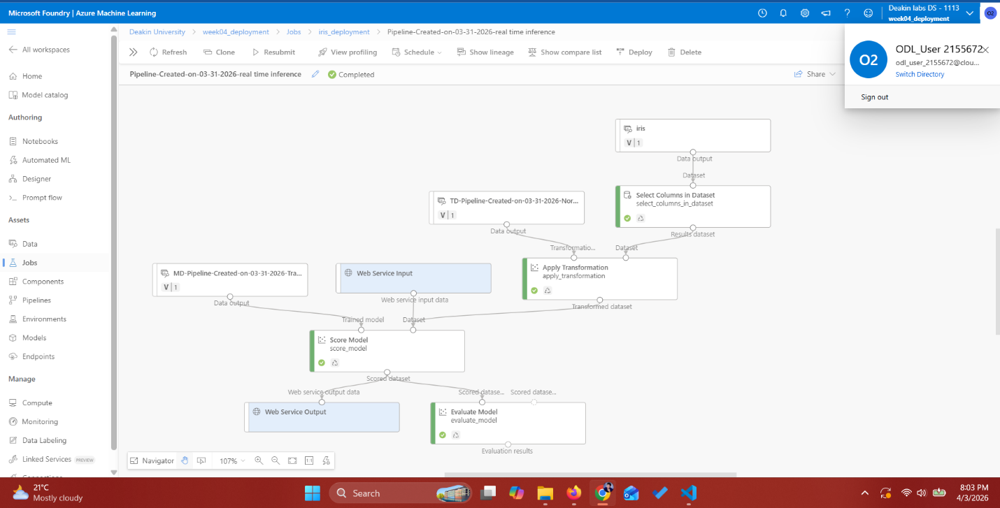 Microsoft Foundry | Azure Machine Learning
Deakin labs DS - 1113
week04_deployment
O2
Deakin University > week04_deployment > Jobs > iris_deployment > Pipeline-Created-on-03-31-2026-real time inference
Refresh Clone Resubmit View profiling Schedule Show lineage Show compare list Deploy Delete
Pipeline-Created-on-03-31-2026-real time inference Completed Share
O2
ODL_User 2155672
odl_user_2155672@clou...
Switch Directory
Sign out
All workspaces
Home
Model catalog
Authoring
Notebooks
Automated ML
Designer
Prompt flow
Assets
Data
Jobs
Components
Pipelines
Environments
Models
Endpoints
Manage
Compute
Monitoring
Data Labeling
Linked Services PREVIEW
Connections
iris
V | 1
Data output
Dataset
Select Columns in Dataset
select_columns_in_dataset
Results dataset
TD-Pipeline-Created-on-03-31-2026-Nor...
V | 1
Data output
Transformatio... Dataset
Apply Transformation
apply_transformation
Transformed dataset
MD-Pipeline-Created-on-03-31-2026-Tra...
V | 1
Data output
Web Service Input
Web service input data
Trained model Dataset
Score Model
score_model
Scored dataset
Web service output data Scored datase... Scored datase...
Web Service Output
Evaluate Model
evaluate_model
Evaluation results
Navigator 107%
21°C
Mostly cloudy
Search
8:03 PM
4/3/2026